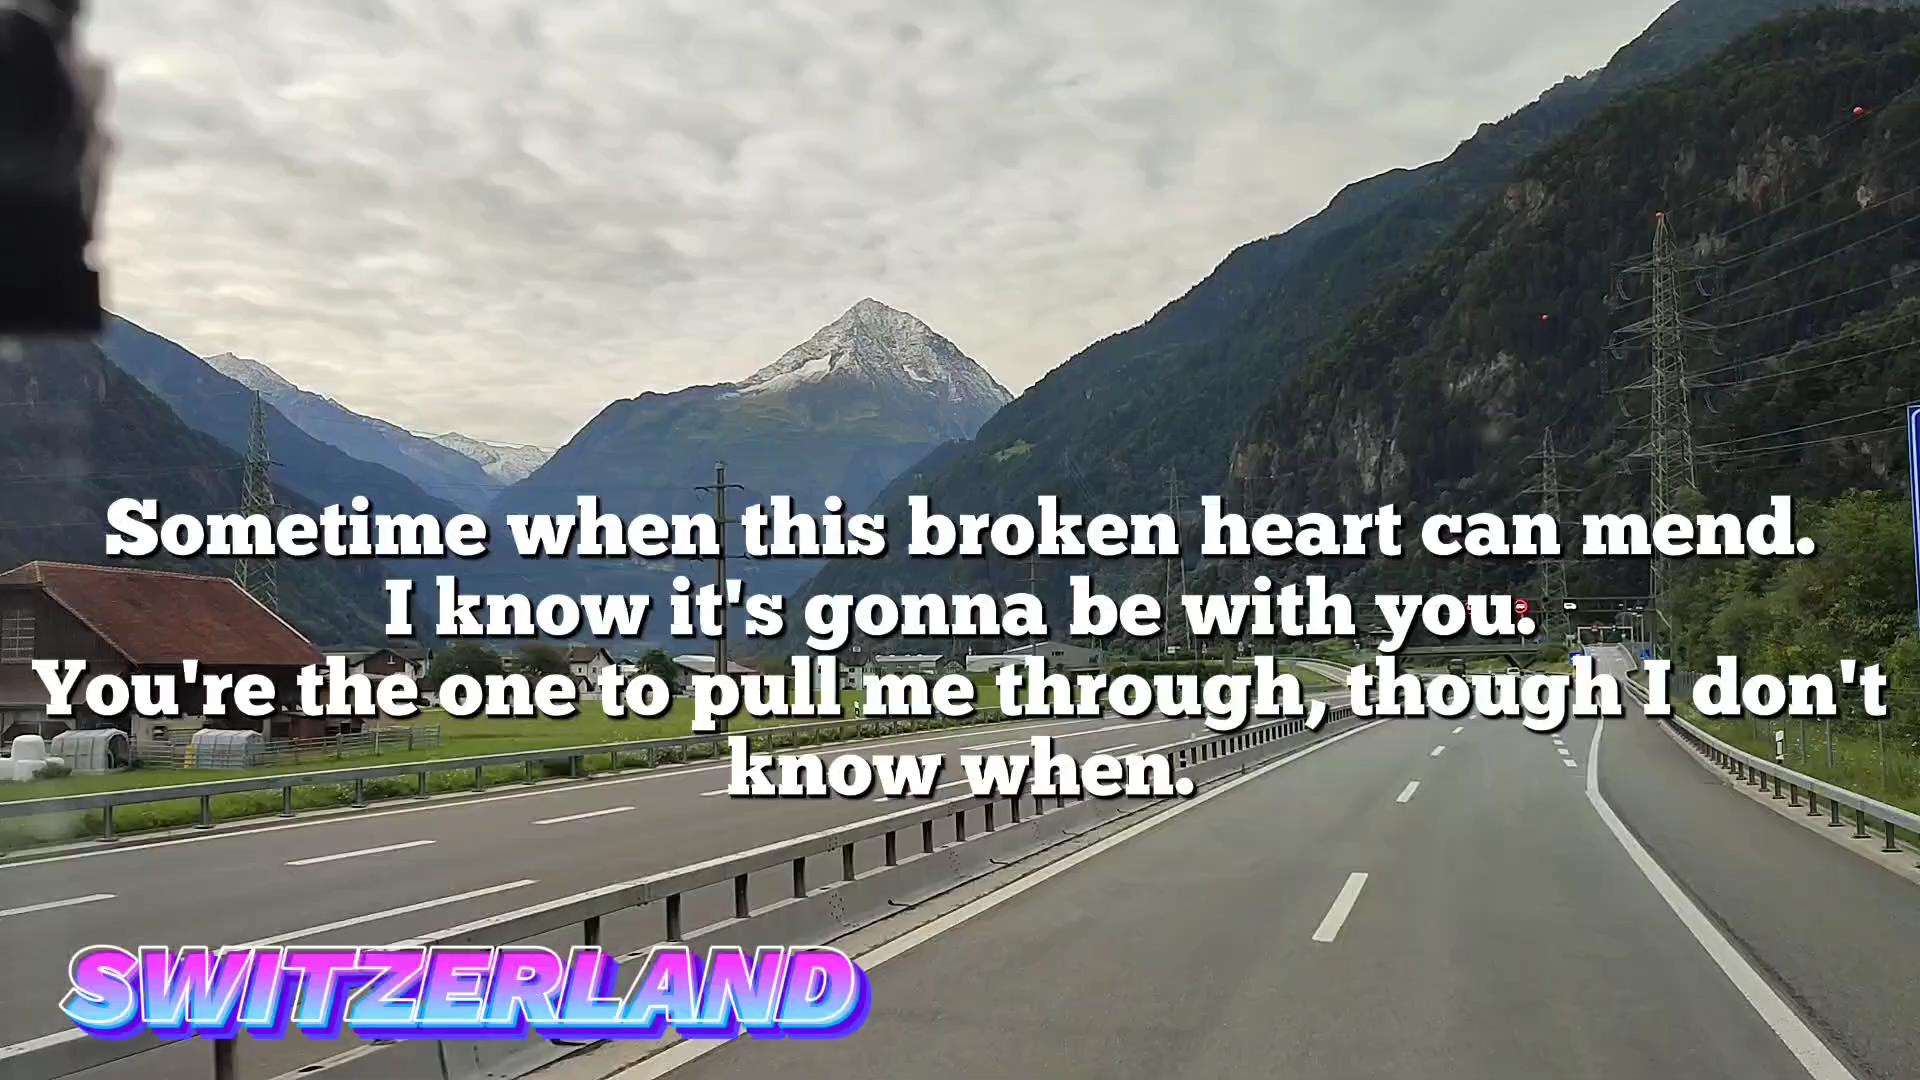 Sometime when this broken heart can mend.
I know it's gonna be with you.
You're the one to pull me through, though I don't
know when.
SWITZERLAND